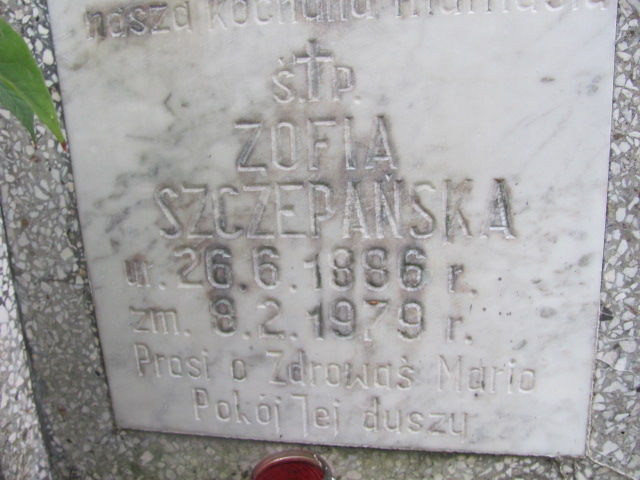 nasza kochana mamusia
Ś.†P.
ZOFIA
SZCZEPAŃSKA
ur. 26.6.1886 r.
zm. 8.2.1979 r.
Prosi o Zdrowaś Mario
Pokój Jej duszy